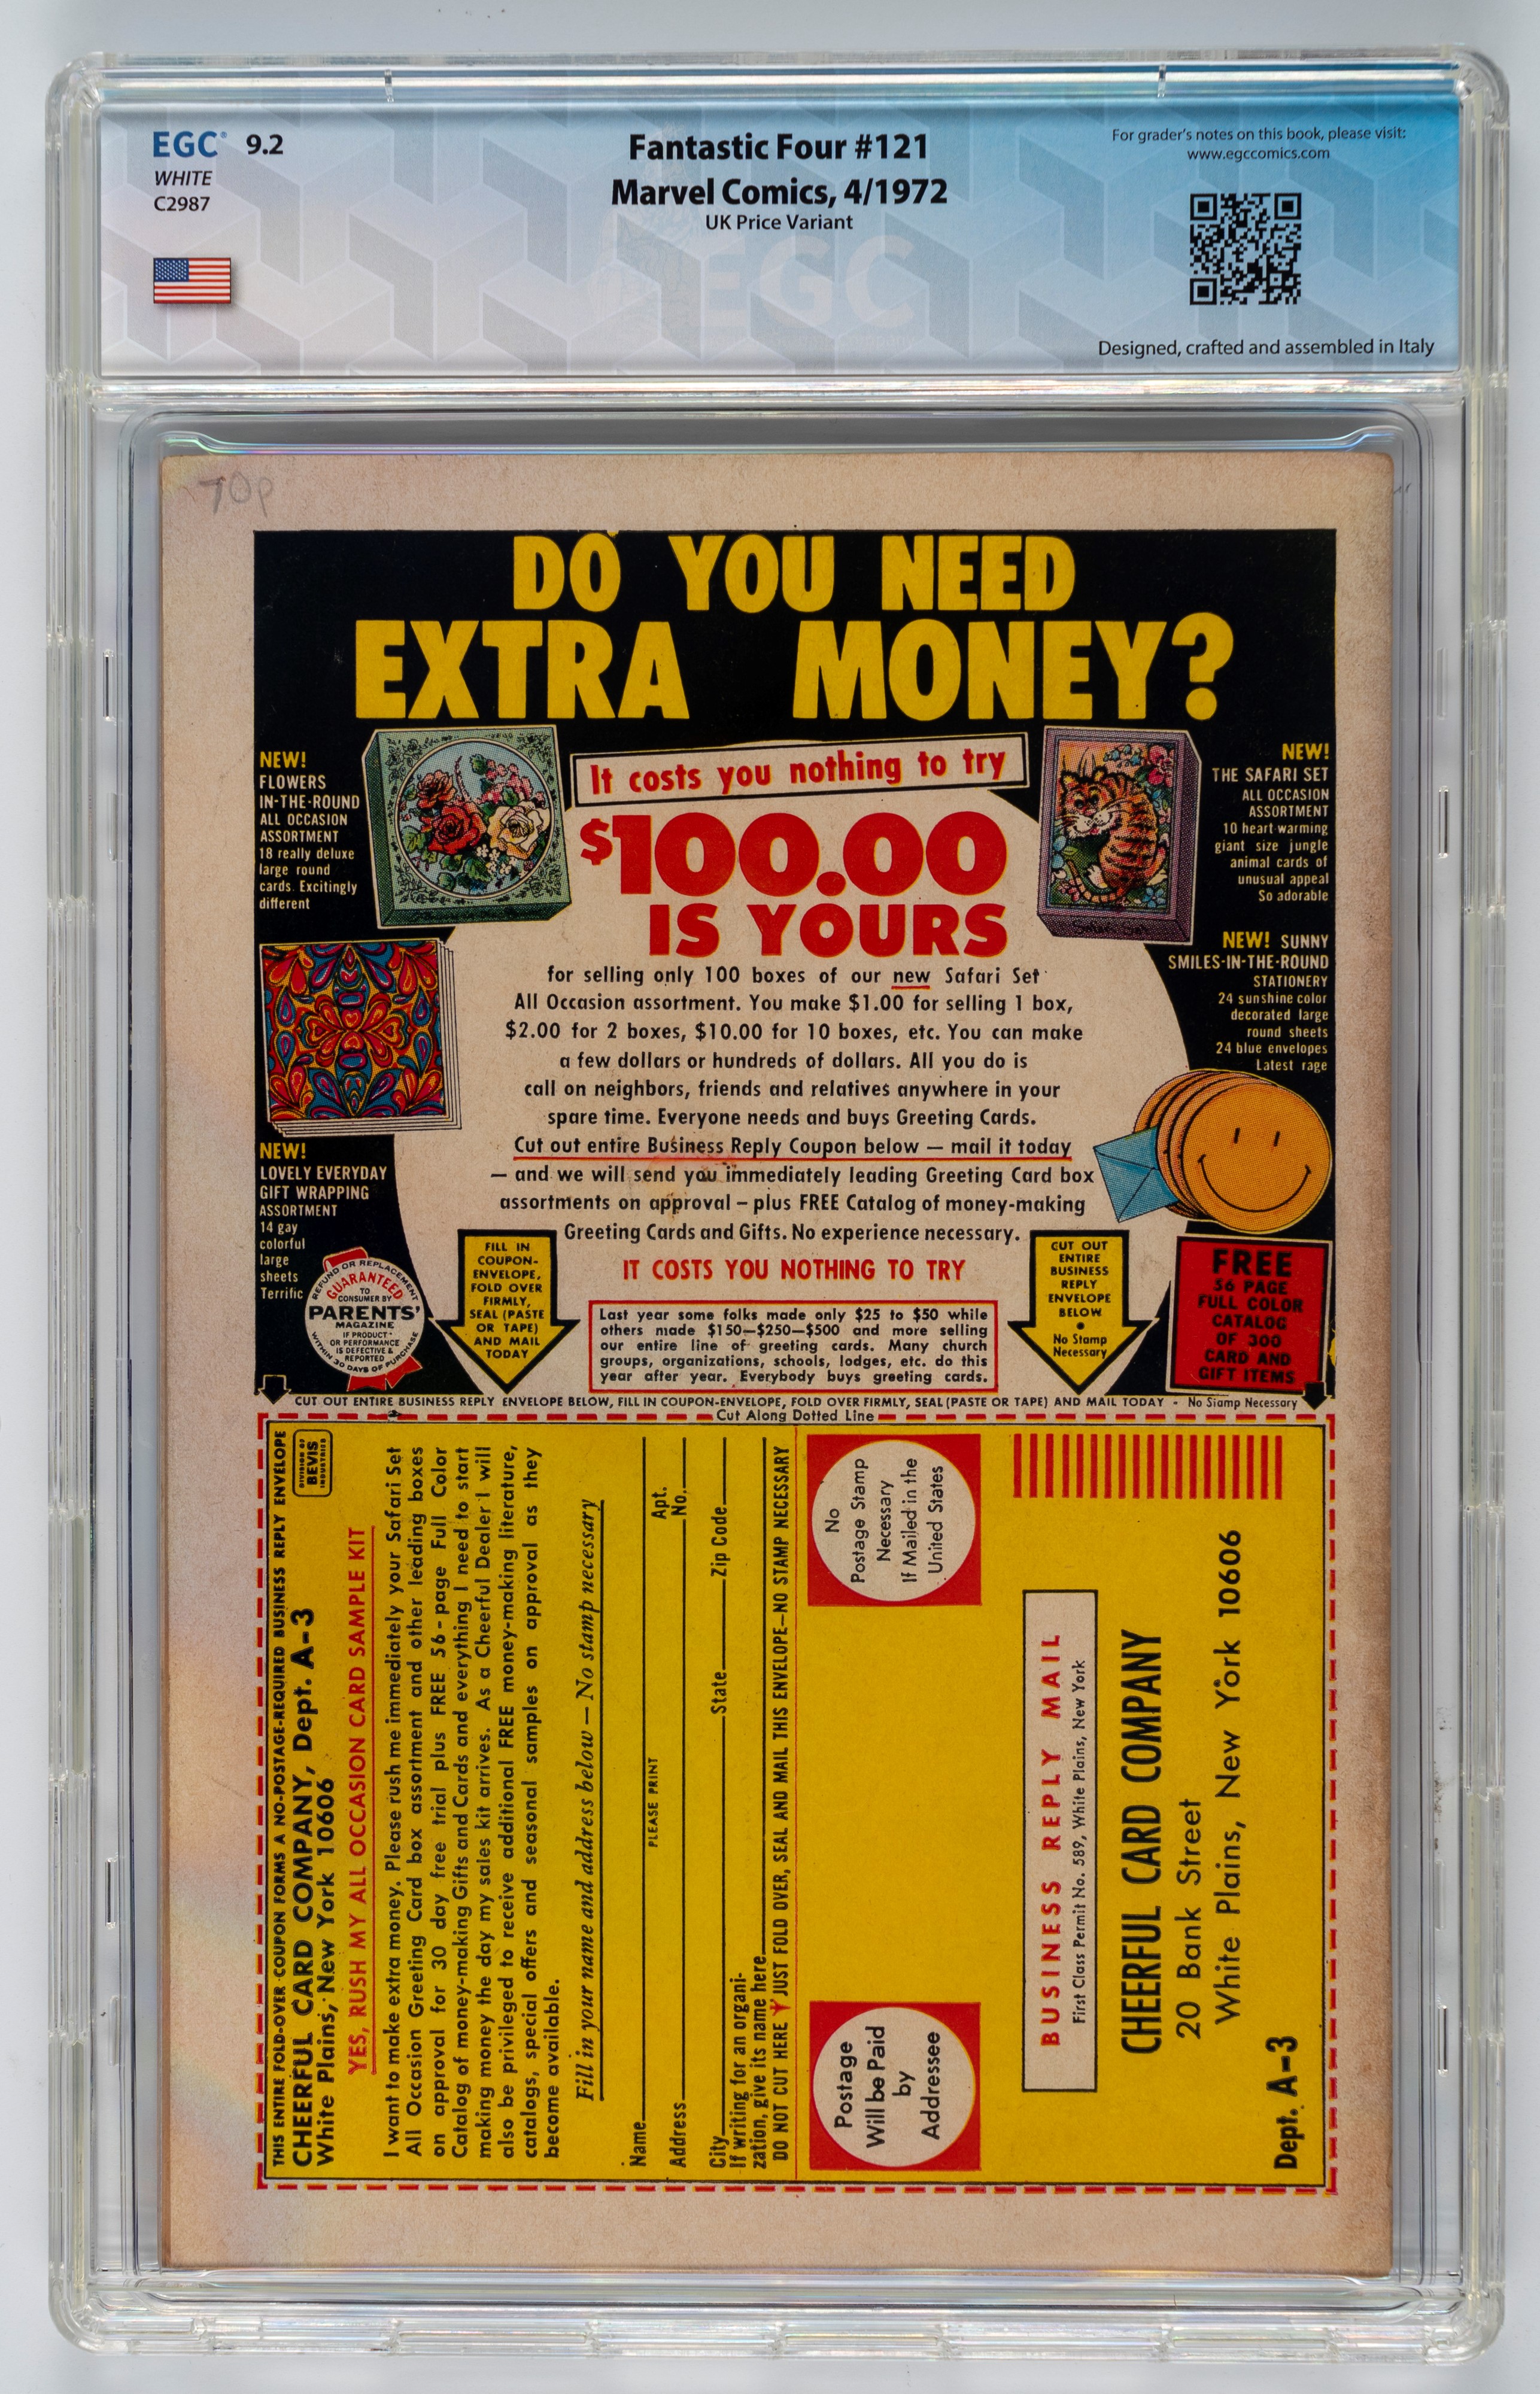 EGC® 9.2
WHITE
C2987
Fantastic Four #121
Marvel Comics, 4/1972
UK Price Variant
EGC
For grader's notes on this book, please visit:
www.egccomics.com
Designed, crafted and assembled in Italy
70p
DO YOU NEED
EXTRA MONEY?
NEW!
FLOWERS
IN-THE-ROUND
ALL OCCASION
ASSORTMENT
18 really deluxe
large round
cards. Excitingly
different
It costs you nothing to try
$100.00
IS YOURS
NEW!
THE SAFARI SET
ALL OCCASION
ASSORTMENT
10 heart-warming
giant size jungle
animal cards of
unusual appeal
So adorable
Safari Set
NEW! SUNNY
SMILES-IN-THE-ROUND
STATIONERY
24 sunshine color
decorated large
round sheets
24 blue envelopes
Latest rage
for selling only 100 boxes of our new Safari Set
All Occasion assortment. You make $1.00 for selling 1 box,
$2.00 for 2 boxes, $10.00 for 10 boxes, etc. You can make
a few dollars or hundreds of dollars. All you do is
call on neighbors, friends and relatives anywhere in your
spare time. Everyone needs and buys Greeting Cards.
Cut out entire Business Reply Coupon below — mail it today
— and we will send you immediately leading Greeting Card box
assortments on approval – plus FREE Catalog of money-making
Greeting Cards and Gifts. No experience necessary.
IT COSTS YOU NOTHING TO TRY
NEW!
LOVELY EVERYDAY
GIFT WRAPPING
ASSORTMENT
14 gay
colorful
large
sheets
Terrific
REFUND OR REPLACEMENT
GUARANTEED
TO
CONSUMER BY
PARENTS'
MAGAZINE
IF PRODUCT
OR PERFORMANCE
IS DEFECTIVE &
REPORTED
WITHIN 30 DAYS OF PURCHASE
FILL IN
COUPON-
ENVELOPE,
FOLD OVER
FIRMLY,
SEAL (PASTE
OR TAPE)
AND MAIL
TODAY
Last year some folks made only $25 to $50 while
others made $150—$250—$500 and more selling
our entire line of greeting cards. Many church
groups, organizations, schools, lodges, etc. do this
year after year. Everybody buys greeting cards.
CUT OUT
ENTIRE
BUSINESS
REPLY
ENVELOPE
BELOW
•
No Stamp
Necessary
FREE
56 PAGE
FULL COLOR
CATALOG
OF 300
CARD AND
GIFT ITEMS
CUT OUT ENTIRE BUSINESS REPLY ENVELOPE BELOW, FILL IN COUPON-ENVELOPE, FOLD OVER FIRMLY, SEAL (PASTE OR TAPE) AND MAIL TODAY - No Stamp Necessary
Cut Along Dotted Line
THIS ENTIRE FOLD-OVER COUPON FORMS A NO-POSTAGE-REQUIRED BUSINESS REPLY ENVELOPE
CHEERFUL CARD COMPANY, Dept. A-3
White Plains, New York 10606
DIVISION OF
BEVIS
INDUSTRIES
YES, RUSH MY ALL OCCASION CARD SAMPLE KIT
I want to make extra money. Please rush me immediately your Safari Set
All Occasion Greeting Card box assortment and other leading boxes
on approval for 30 day free trial plus FREE 56-page Full Color
Catalog of money-making Gifts and Cards and everything I need to start
making money the day my sales kit arrives. As a Cheerful Dealer I will
also be privileged to receive additional FREE money-making literature,
catalogs, special offers and seasonal samples on approval as they
become available.
Fill in your name and address below — No stamp necessary
Name
PLEASE PRINT
Address Apt. No.
City State Zip Code
If writing for an organi-
zation, give its name here
DO NOT CUT HERE JUST FOLD OVER, SEAL AND MAIL THIS ENVELOPE—NO STAMP NECESSARY
No
Postage Stamp
Necessary
If Mailed in the
United States
Postage
Will be Paid
by
Addressee
BUSINESS REPLY MAIL
First Class Permit No. 589, White Plains, New York
CHEERFUL CARD COMPANY
20 Bank Street
White Plains, New York 10606
Dept. A-3